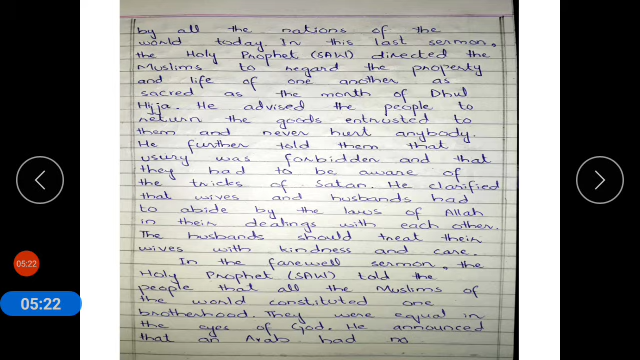 by all the nations of the
world today. In this last sermon,
the Holy Prophet (SAW) directed the
Muslims to regard the property
and life of one another as
sacred as the month of Dhul
Hijja. He advised the people to
return the goods entrusted to
them and never hurt anybody.
He further told them that
usury was forbidden and that
they had to be aware of
the tricks of Satan. He clarified
that wives and husbands had
to abide by the laws of Allah
in their dealings with each other.
The husbands should treat their
wives with kindness and care.
In the farewell sermon, the
Holy Prophet (SAW) told the
people that all the Muslims of
the world constituted one
brotherhood. They were equal in
the eyes of God. He announced
that an Arab had no
05:22
05:22